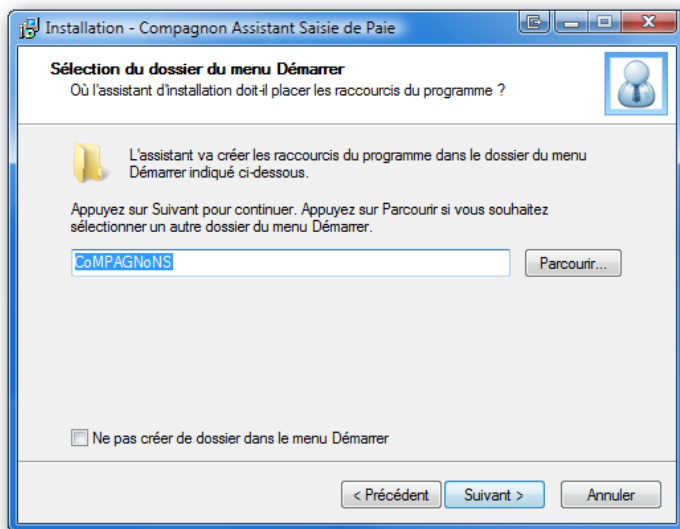 Installation - Compagnon Assistant Saisie de Paie
Sélection du dossier du menu Démarrer
Où l'assistant d'installation doit-il placer les raccourcis du programme ?
L'assistant va créer les raccourcis du programme dans le dossier du menu
Démarrer indiqué ci-dessous.
Appuyez sur Suivant pour continuer. Appuyez sur Parcourir si vous souhaitez
sélectionner un autre dossier du menu Démarrer.
CoMPAGNoNS
Parcourir...
Ne pas créer de dossier dans le menu Démarrer
< Précédent
Suivant >
Annuler